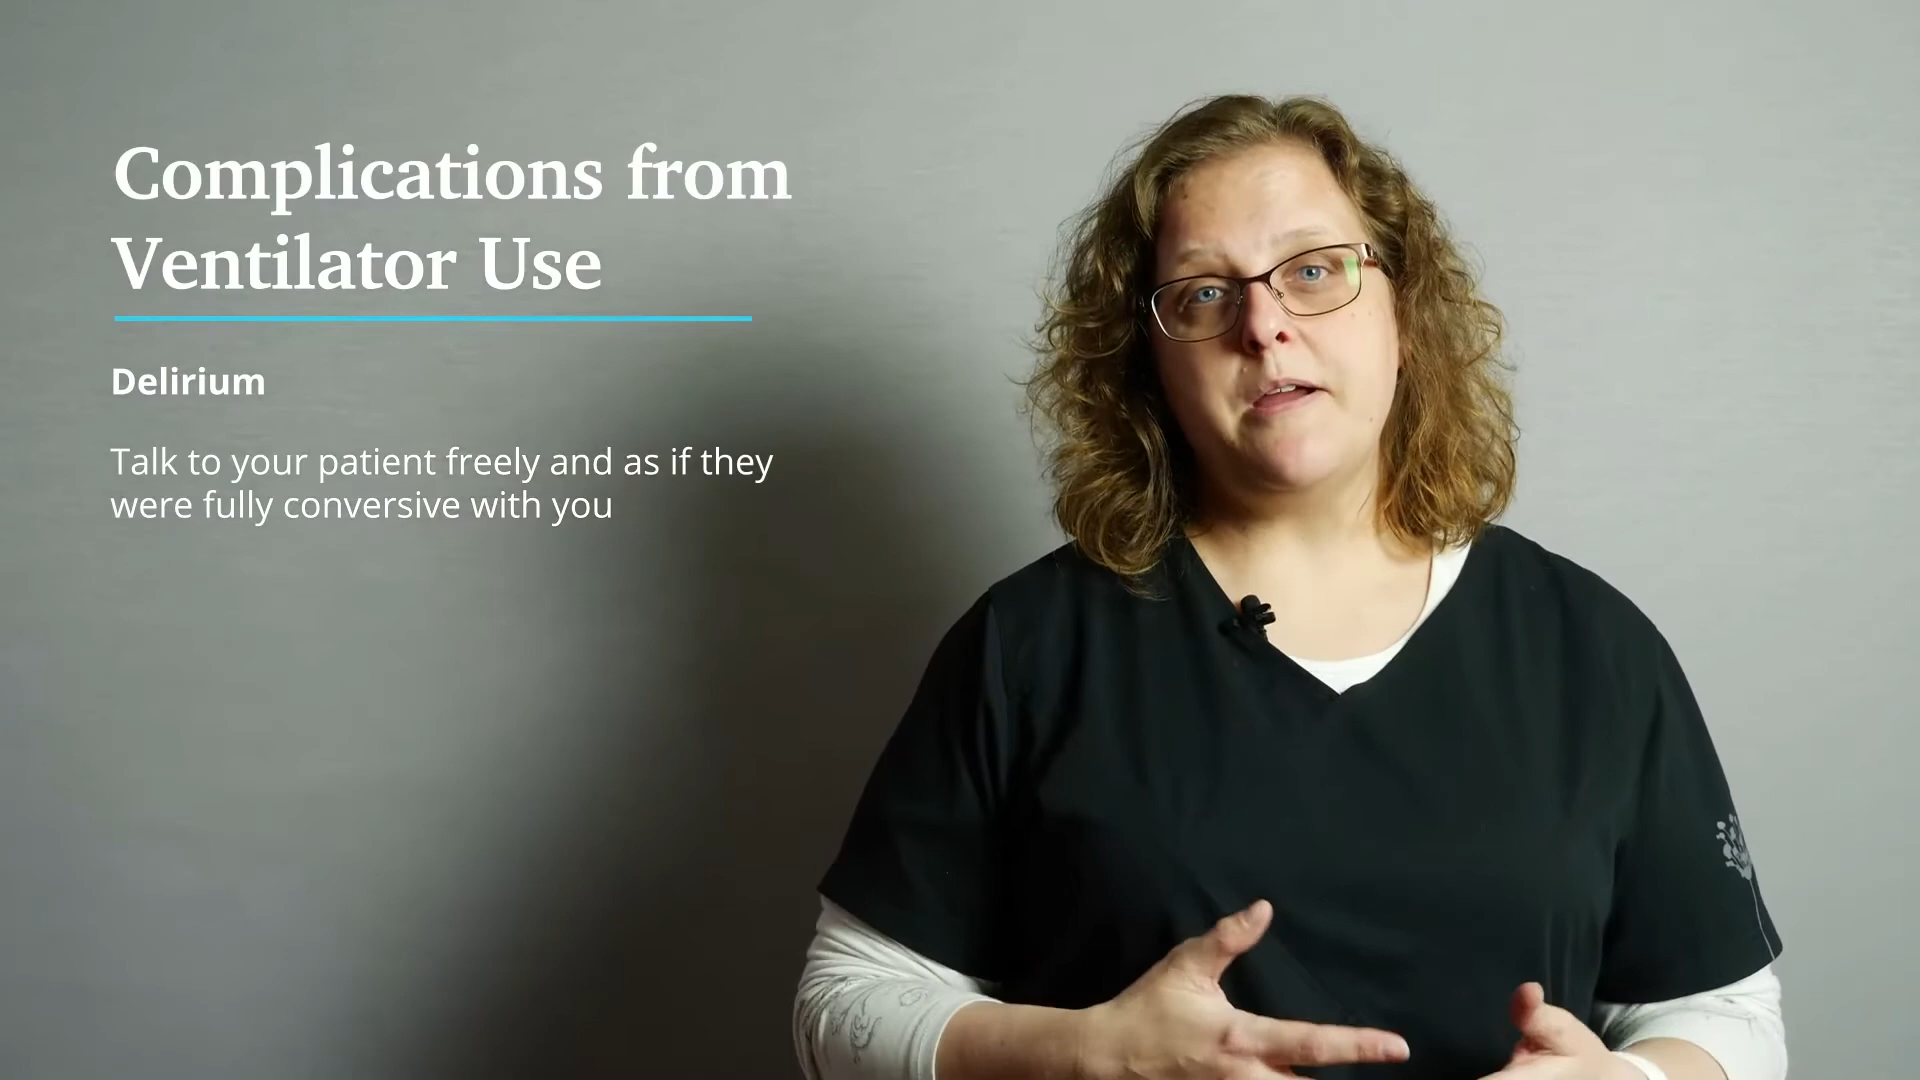 Complications from
Ventilator Use
Delirium
Talk to your patient freely and as if they
were fully conversive with you